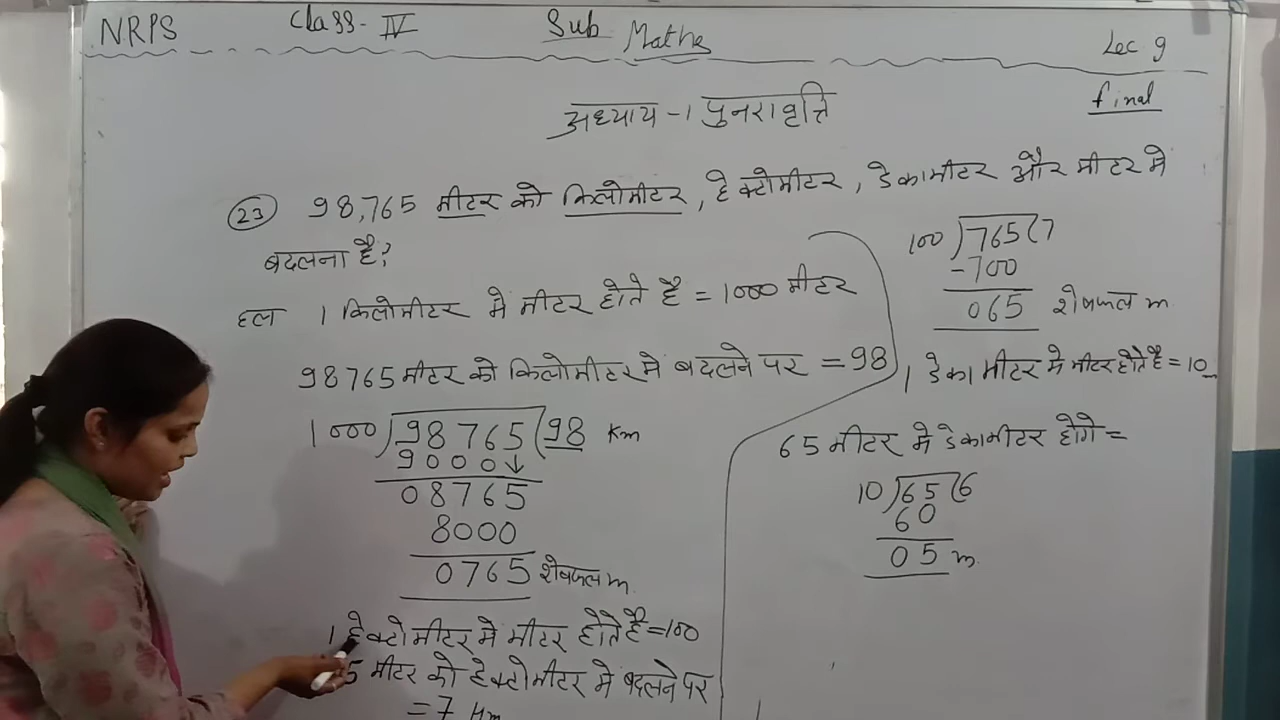 NRPS Class- IV Sub Maths Lec 9
final
अध्याय -1 पुनरावृत्ति
23 98,765 मीटर को किलोमीटर, हेक्टोमीटर, डेकामीटर और मीटर मे
बदलना है?
हल 1 किलोमीटर मे मीटर होते है = 1000 मीटर
98765 मीटर को किलोमीटर मे बदलने पर = 98
1000 ) 98765 ( 98 Km
9000↓
08765
8000
0765 शेषफल m
1 हेक्टोमीटर मे मीटर होते है = 100
5 मीटर को हेक्टोमीटर मे बदलने पर
= 7 Hm
100 ) 765 ( 7
-700
065 शेषफल m
1 डेकामीटर मे मीटर होते है = 10
65 मीटर मे डेकामीटर होगे =
10 ) 65 ( 6
60
05 m